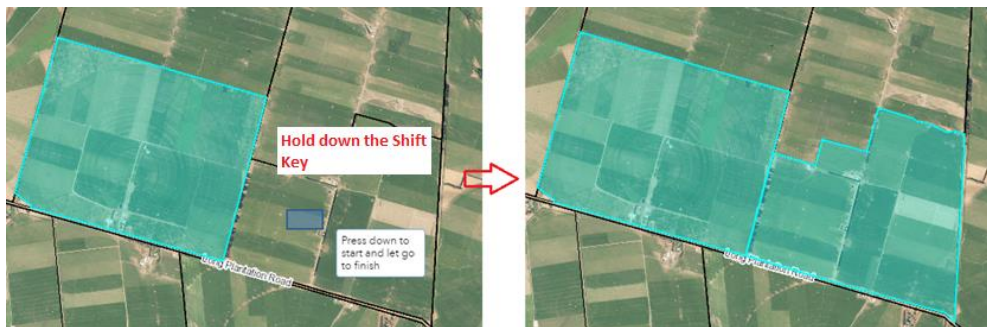 Hold down the Shift
Key
Press down to
start and let go
to finish
Long Plantation Road
Long Plantation Road